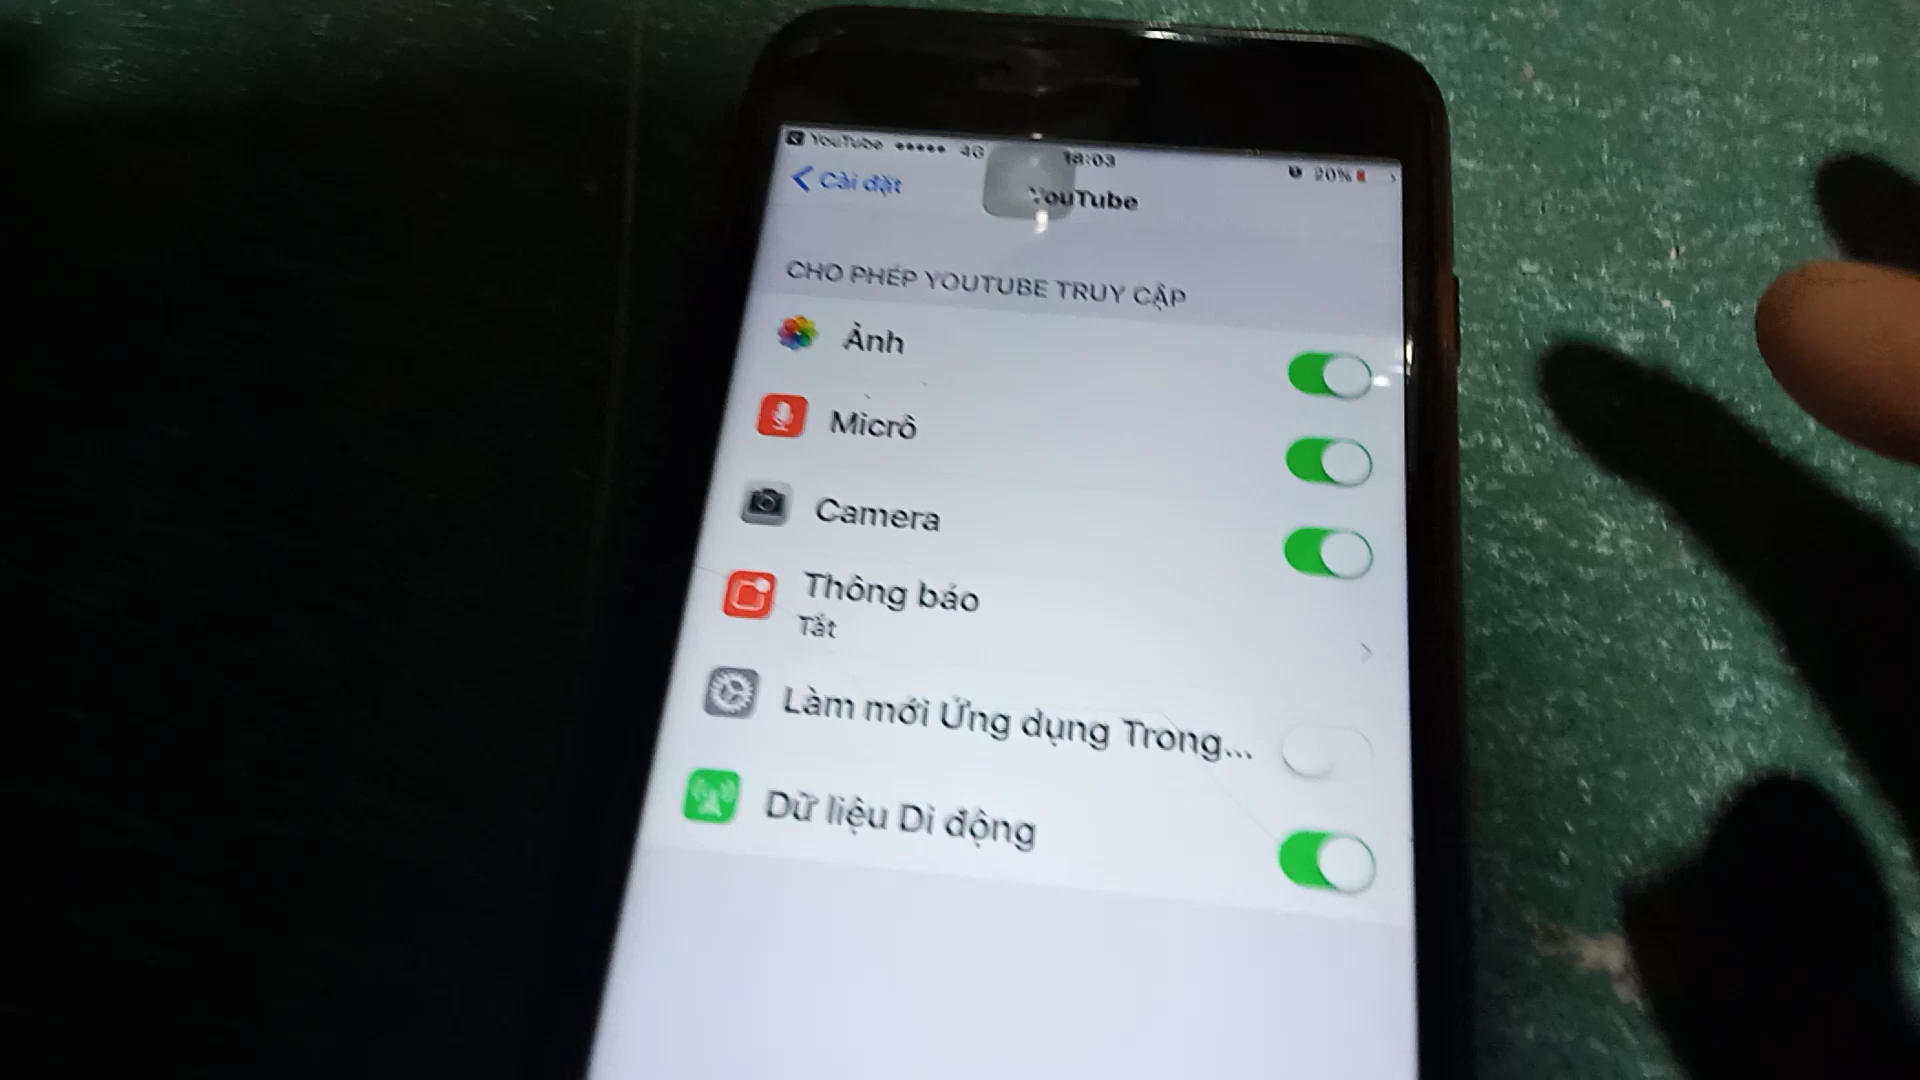 YouTube 4G 18:03 20%
Cài đặt YouTube
CHO PHÉP YOUTUBE TRUY CẬP
Ảnh
Micrô
Camera
Thông báo
Tắt
Làm mới Ứng dụng Trong...
Dữ liệu Di động